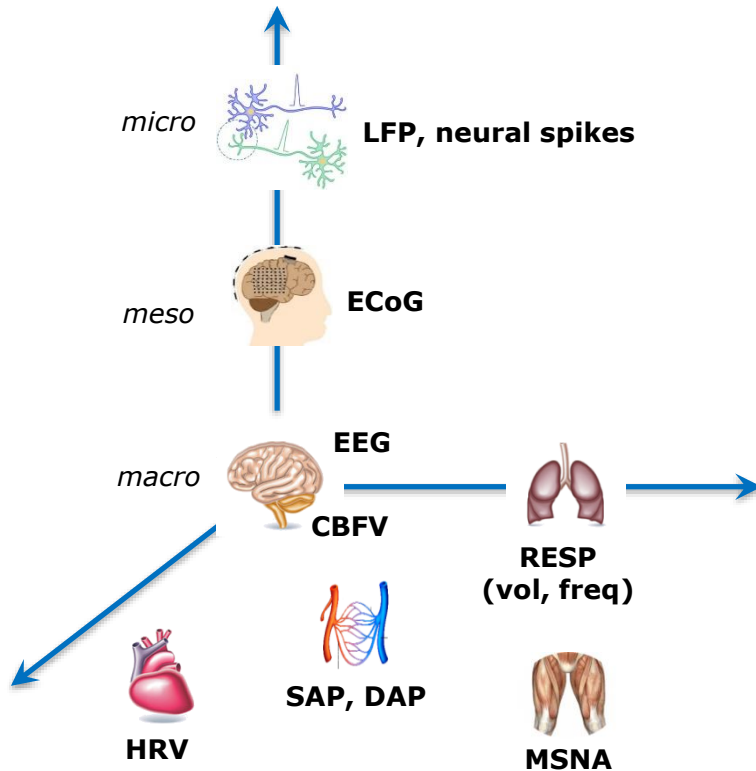 micro
LFP, neural spikes
meso
ECoG
EEG
macro
CBFV
RESP
(vol, freq)
SAP, DAP
HRV
MSNA